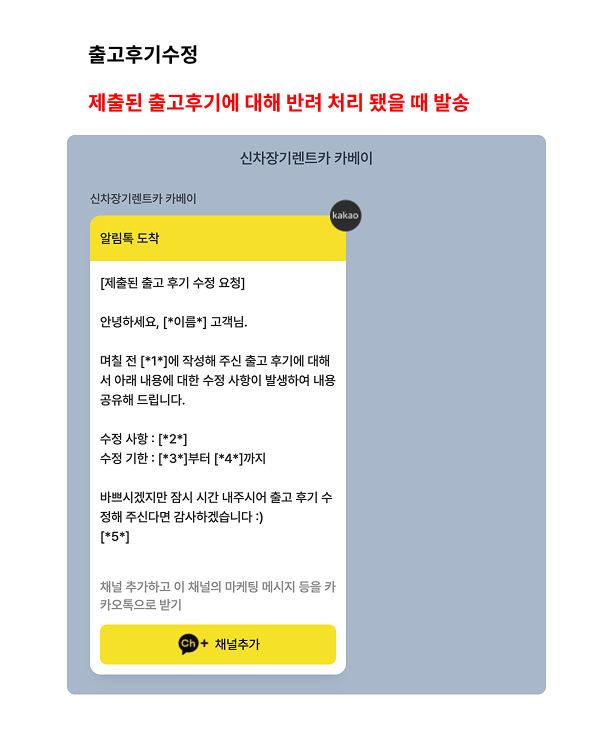 출고후기수정
제출된 출고후기에 대해 반려 처리 됐을 때 발송
신차장기렌트카 카베이
신차장기렌트카 카베이
kakao
알림톡 도착
[제출된 출고 후기 수정 요청]
안녕하세요, [*이름*] 고객님.
며칠 전 [*1*]에 작성해 주신 출고 후기에 대해
서 아래 내용에 대한 수정 사항이 발생하여 내용
공유해 드립니다.
수정 사항 : [*2*]
수정 기한 : [*3*]부터 [*4*]까지
바쁘시겠지만 잠시 시간 내주시어 출고 후기 수
정해 주신다면 감사하겠습니다 :)
[*5*]
채널 추가하고 이 채널의 마케팅 메시지 등을 카
카오톡으로 받기
Ch+ 채널추가